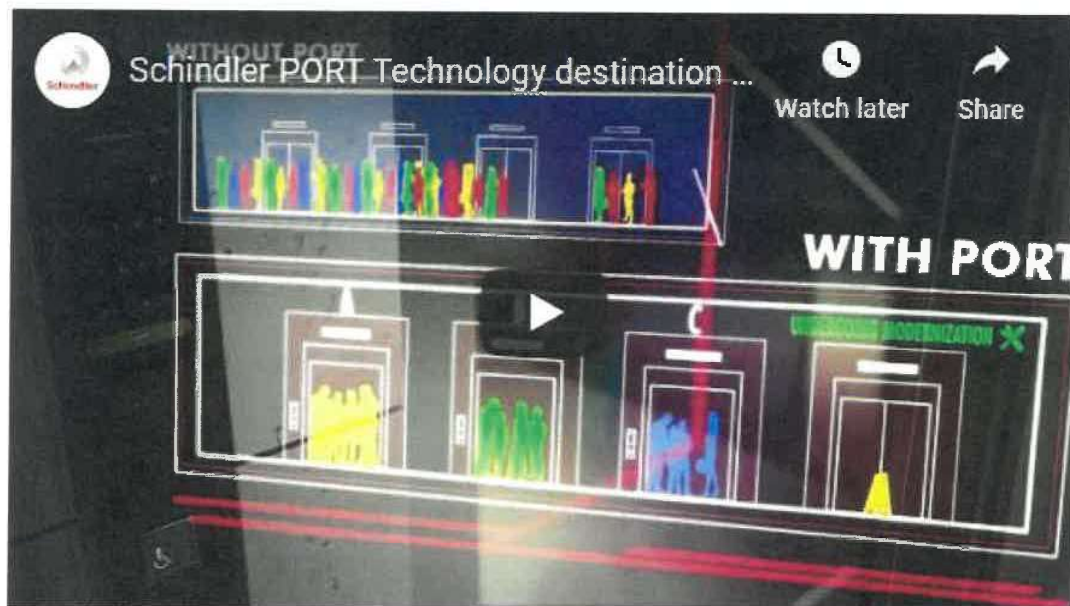 WITHOUT PORT
Schindler
Schindler PORT Technology destination ...
Watch later
Share
WITH PORT
C
MODERNIZATION